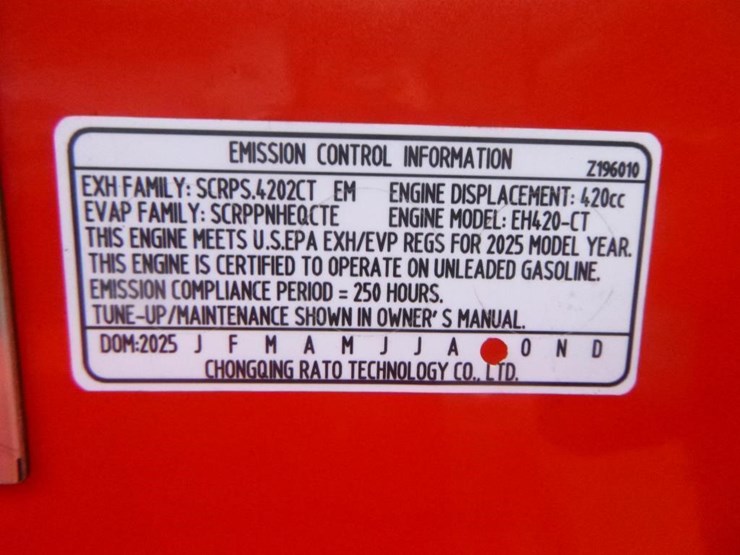 EMISSION CONTROL INFORMATION Z196010
EXH FAMILY: SCRPS.4202CT EM ENGINE DISPLACEMENT: 420cc
EVAP FAMILY: SCRPPNHEQCTE ENGINE MODEL: EH420-CT
THIS ENGINE MEETS U.S.EPA EXH/EVP REGS FOR 2025 MODEL YEAR.
THIS ENGINE IS CERTIFIED TO OPERATE ON UNLEADED GASOLINE.
EMISSION COMPLIANCE PERIOD = 250 HOURS.
TUNE-UP/MAINTENANCE SHOWN IN OWNER' S MANUAL.
DOM:2025 J F M A M J J A O N D
CHONGQING RATO TECHNOLOGY CO., LTD.